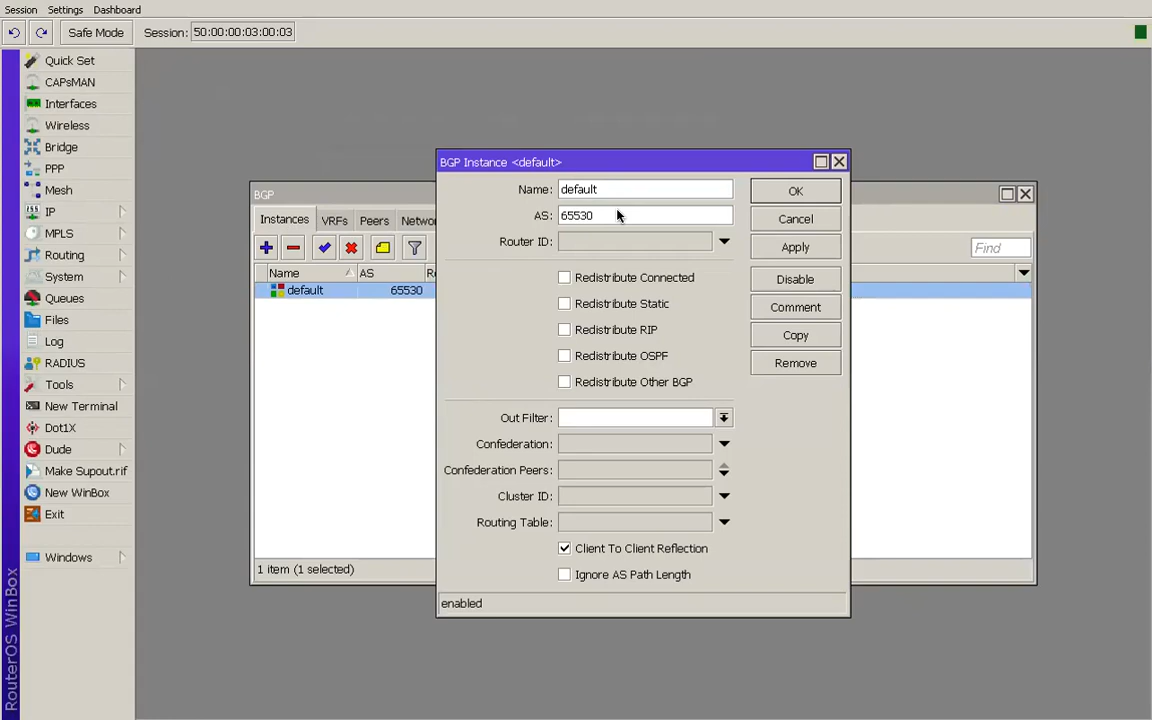 Session Settings Dashboard
Safe Mode Session: 50:00:00:03:00:03
Quick Set
CAPsMAN
Interfaces
Wireless
Bridge
PPP
Mesh
IP
MPLS
Routing
System
Queues
Files
Log
RADIUS
Tools
New Terminal
Dot1X
Dude
Make Supout.rif
New WinBox
Exit
Windows
RouterOS WinBox
BGP
Instances VRFs Peers
Find
Name AS
default 65530
1 item (1 selected)
BGP Instance <default>
Name: default
AS: 65530
Router ID:
Redistribute Connected
Redistribute Static
Redistribute RIP
Redistribute OSPF
Redistribute Other BGP
Out Filter:
Confederation:
Confederation Peers:
Cluster ID:
Routing Table:
Client To Client Reflection
Ignore AS Path Length
enabled
OK
Cancel
Apply
Disable
Comment
Copy
Remove